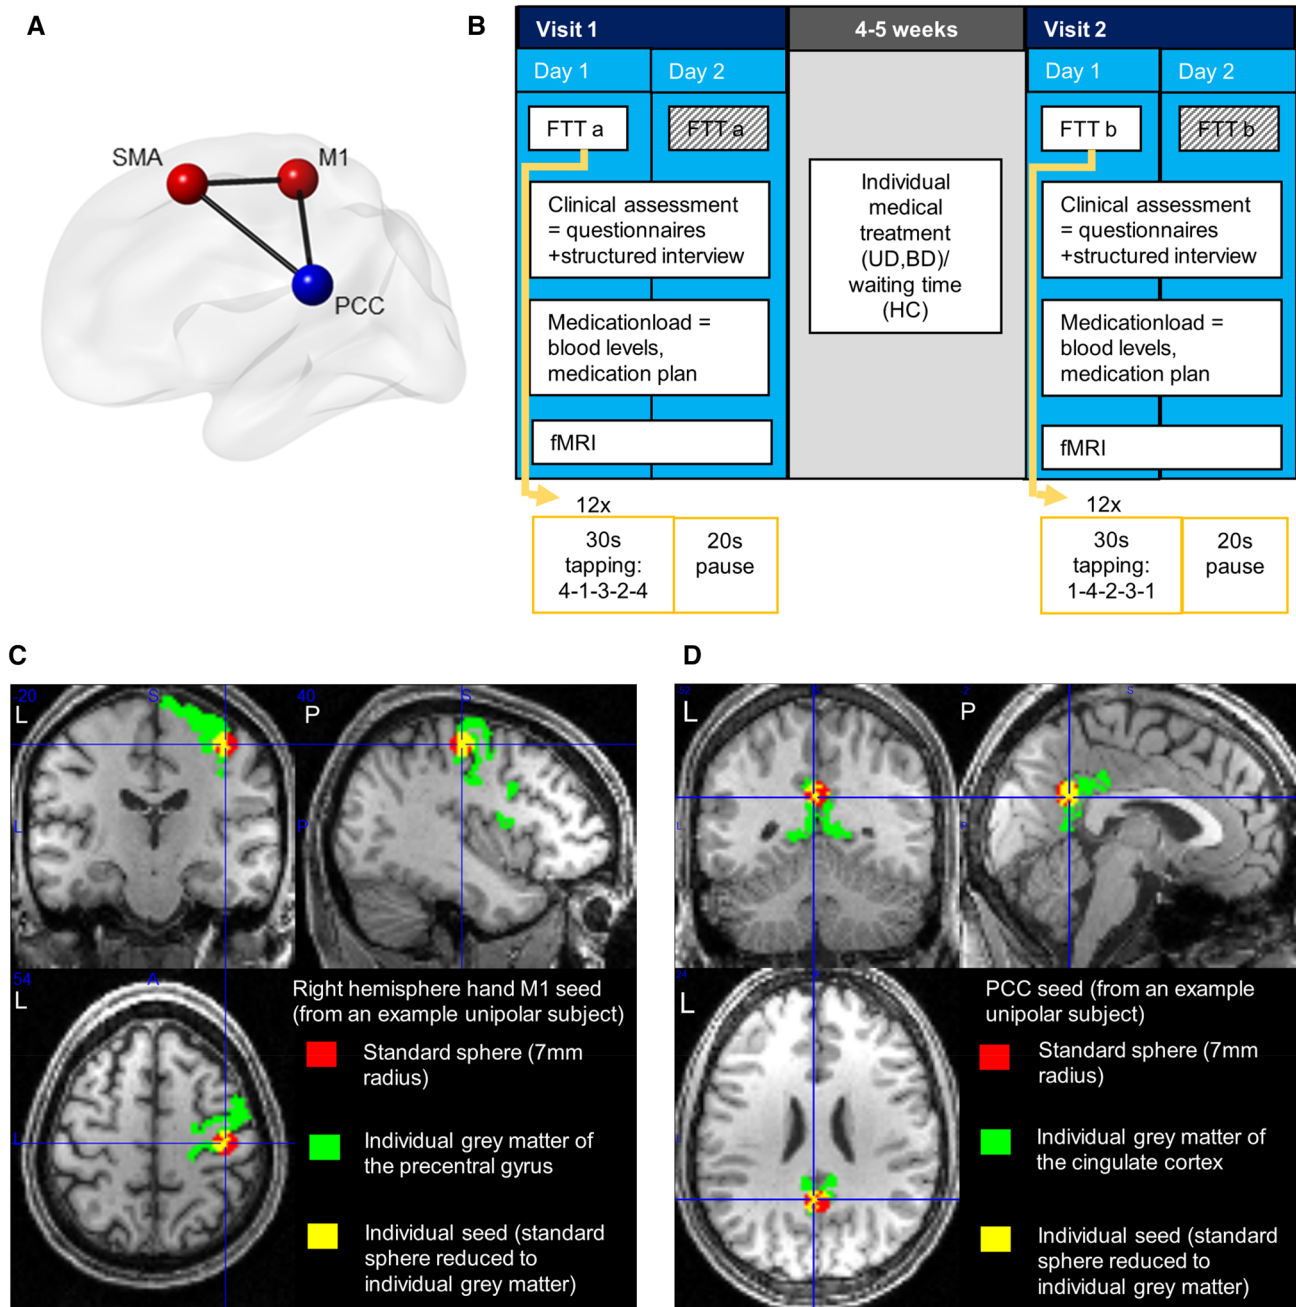 A
SMA
M1
PCC
B
Visit 1
4-5 weeks
Visit 2
Day 1
Day 2
Day 1
Day 2
FTT a
FTT a
FTT b
FTT b
Clinical assessment
= questionnaires
+structured interview
Medicationload =
blood levels,
medication plan
fMRI
Individual
medical
treatment
(UD,BD)/
waiting time
(HC)
Clinical assessment
= questionnaires
+structured interview
Medicationload =
blood levels,
medication plan
fMRI
12x
30s
tapping:
4-1-3-2-4
20s
pause
12x
30s
tapping:
1-4-2-3-1
20s
pause
C
-20
S
L
L
40
S
P
P
54
A
L
L
Right hemisphere hand M1 seed
(from an example unipolar subject)
Standard sphere (7mm
radius)
Individual grey matter of
the precentral gyrus
Individual seed (standard
sphere reduced to
individual grey matter)
D
-52
L
L
S
P
P
L
PCC seed (from an example
unipolar subject)
Standard sphere (7mm
radius)
Individual grey matter of
the cingulate cortex
Individual seed (standard
sphere reduced to
individual grey matter)